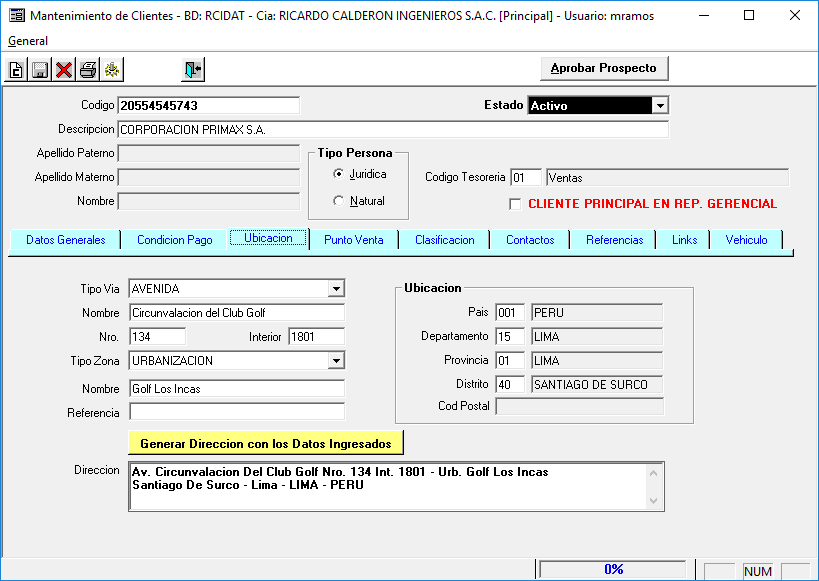 Mantenimiento de Clientes - BD: RCIDAT - Cia: RICARDO CALDERON INGENIEROS S.A.C. [Principal] - Usuario: mramos
General
Aprobar Prospecto
Codigo 20554545743 Estado Activo
Descripcion CORPORACION PRIMAX S.A.
Apellido Paterno
Apellido Materno
Nombre
Tipo Persona
Juridica
Natural
Codigo Tesoreria 01 Ventas
CLIENTE PRINCIPAL EN REP. GERENCIAL
Datos Generales Condicion Pago Ubicacion Punto Venta Clasificacion Contactos Referencias Links Vehiculo
Tipo Via AVENIDA
Nombre Circunvalacion del Club Golf
Nro. 134 Interior 1801
Tipo Zona URBANIZACION
Nombre Golf Los Incas
Referencia
Ubicacion
Pais 001 PERU
Departamento 15 LIMA
Provincia 01 LIMA
Distrito 40 SANTIAGO DE SURCO
Cod Postal
Generar Direccion con los Datos Ingresados
Direccion Av. Circunvalacion Del Club Golf Nro. 134 Int. 1801 - Urb. Golf Los Incas
Santiago De Surco - Lima - LIMA - PERU
0% NUM